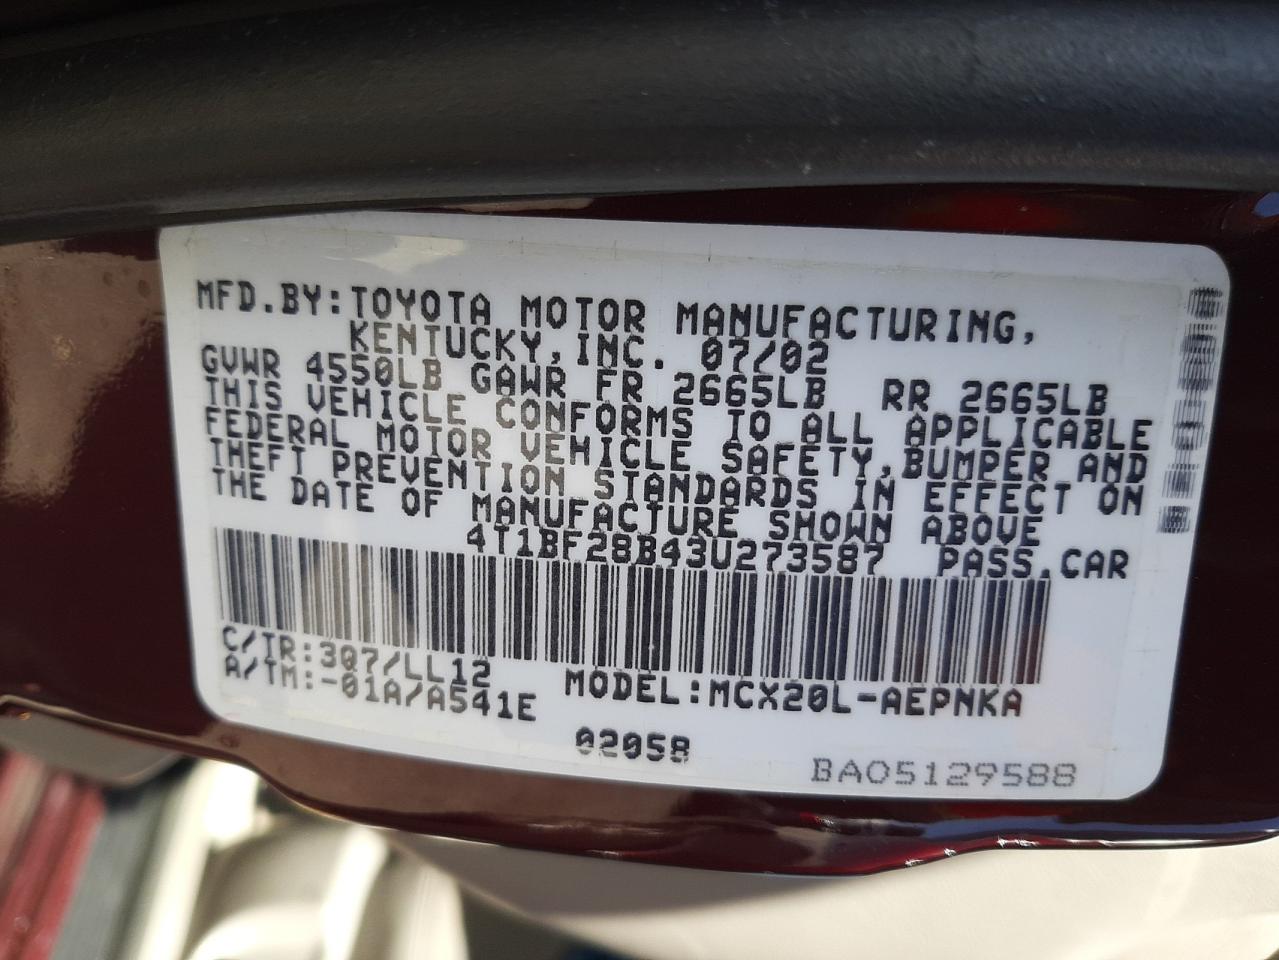 MFD.BY:TOYOTA MOTOR MANUFACTURING,
KENTUCKY,INC. 07/02
GVWR 4550LB GAWR FR 2665LB RR 2665LB
THIS VEHICLE CONFORMS TO ALL APPLICABLE
FEDERAL MOTOR VEHICLE SAFETY,BUMPER AND
THEFT PREVENTION STANDARDS IN EFFECT ON
THE DATE OF MANUFACTURE SHOWN ABOVE
4T1BF28B43U273587 PASS.CAR
C/TR:3Q7/LL12
A/TM:-01A/A541E MODEL:MCX20L-AEPNKA
02058
BA05129588